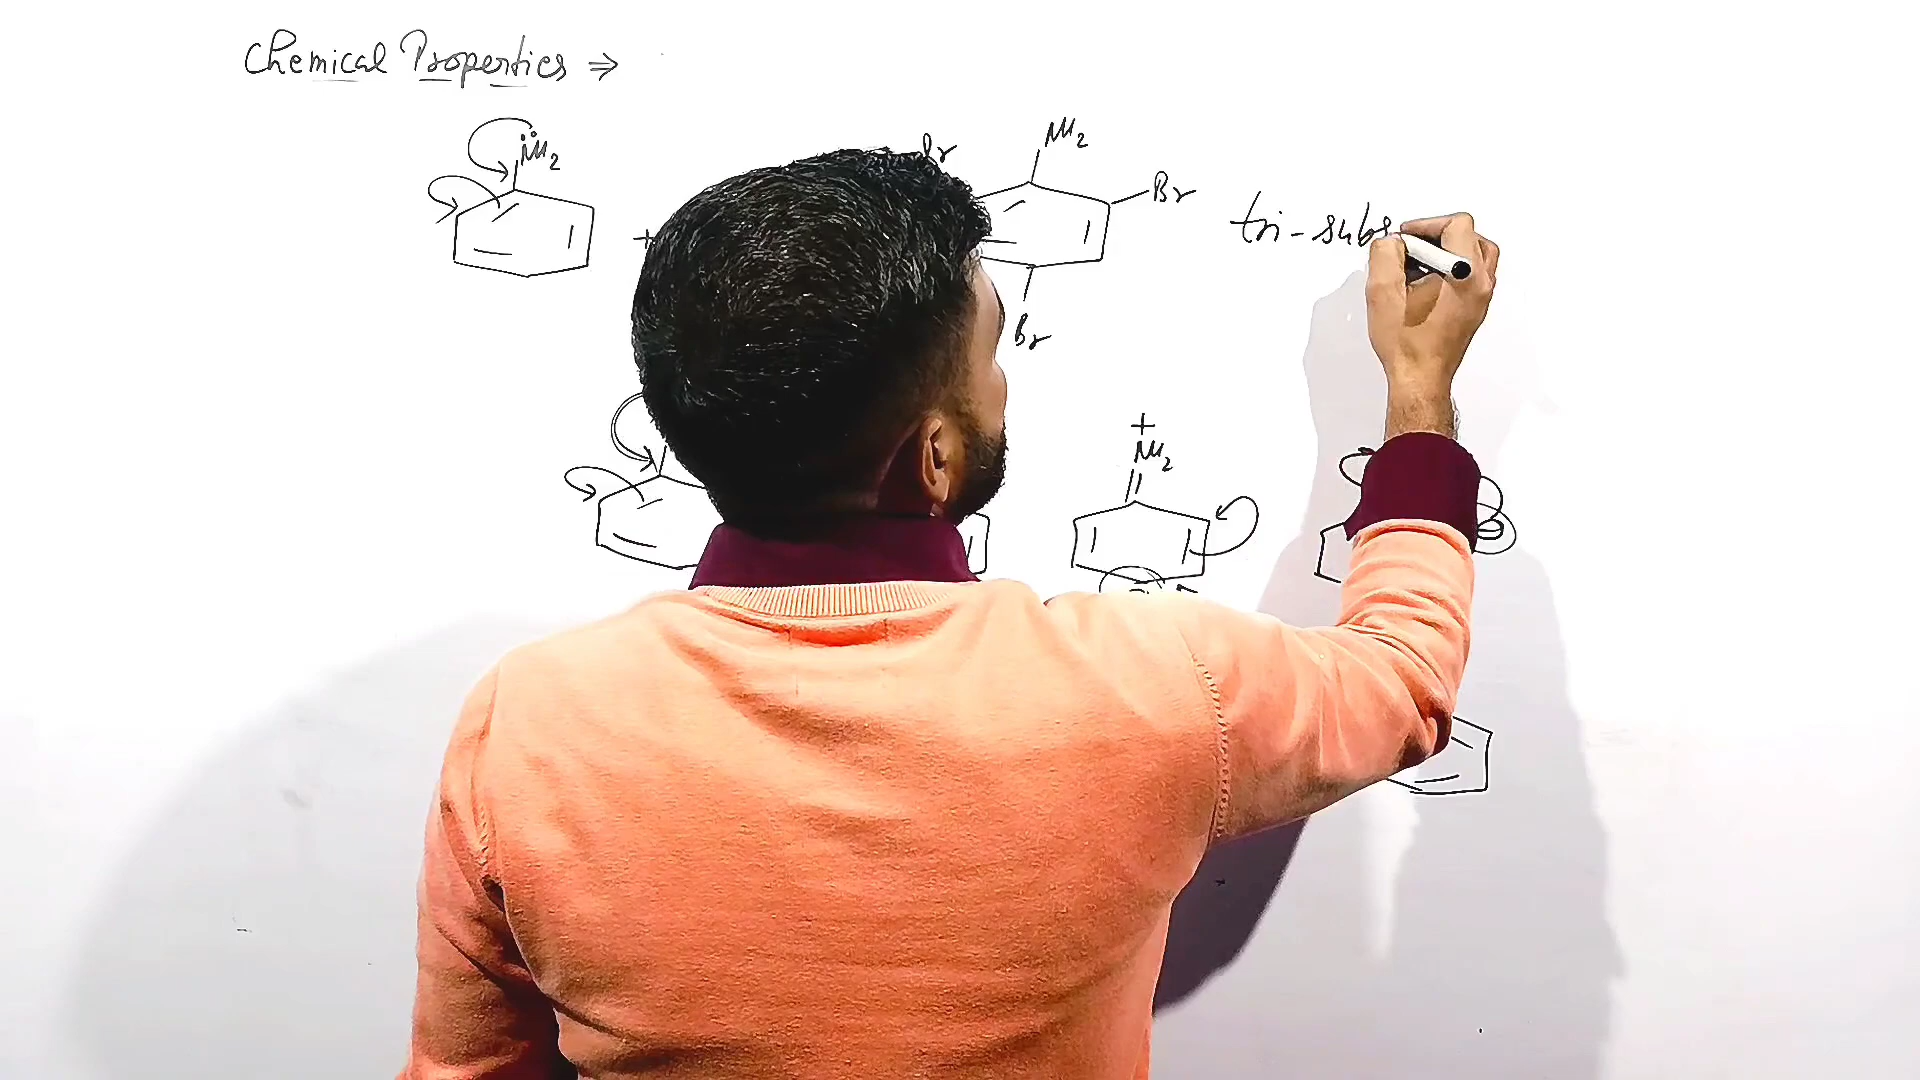 Chemical Properties ⇒
NH2
NH2
Br
Br
tri-subs
+
Br
+
NH2